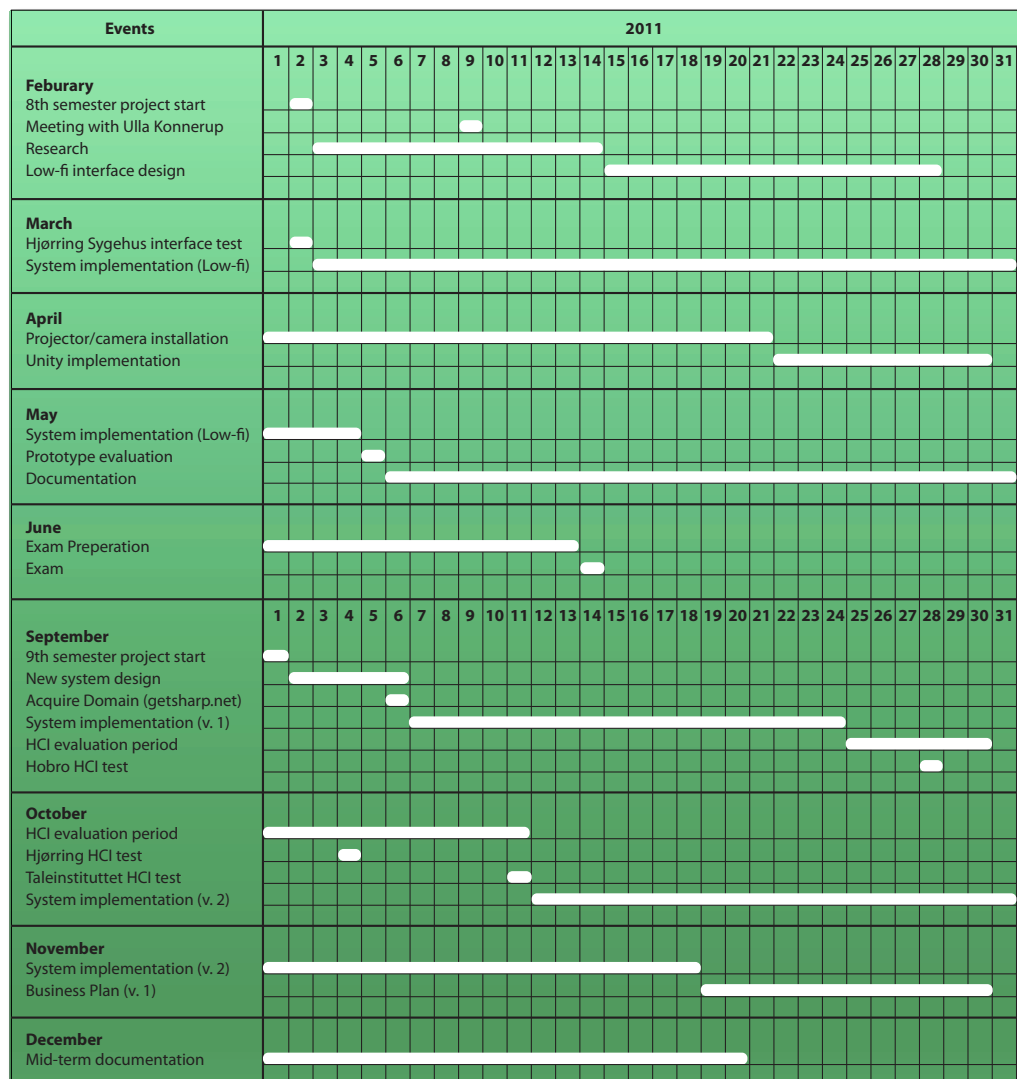 Events 2011
1 2 3 4 5 6 7 8 9 10 11 12 13 14 15 16 17 18 19 20 21 22 23 24 25 26 27 28 29 30 31
Feburary
8th semester project start
Meeting with Ulla Konnerup
Research
Low-fi interface design
March
Hjørring Sygehus interface test
System implementation (Low-fi)
April
Projector/camera installation
Unity implementation
May
System implementation (Low-fi)
Prototype evaluation
Documentation
June
Exam Preperation
Exam
1 2 3 4 5 6 7 8 9 10 11 12 13 14 15 16 17 18 19 20 21 22 23 24 25 26 27 28 29 30 31
September
9th semester project start
New system design
Acquire Domain (getsharp.net)
System implementation (v. 1)
HCI evaluation period
Hobro HCI test
October
HCI evaluation period
Hjørring HCI test
Taleinstituttet HCI test
System implementation (v. 2)
November
System implementation (v. 2)
Business Plan (v. 1)
December
Mid-term documentation